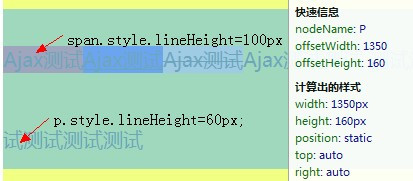 span.style.lineHeight=100px
Ajax测试Ajax测试Ajax测试Ajax测
p.style.lineHeight=60px;
试测试测试测试
快速信息
nodeName: P
offsetWidth: 1350
offsetHeight: 160
计算出的样式
width: 1350px
height: 160px
position: static
top: auto
right: auto